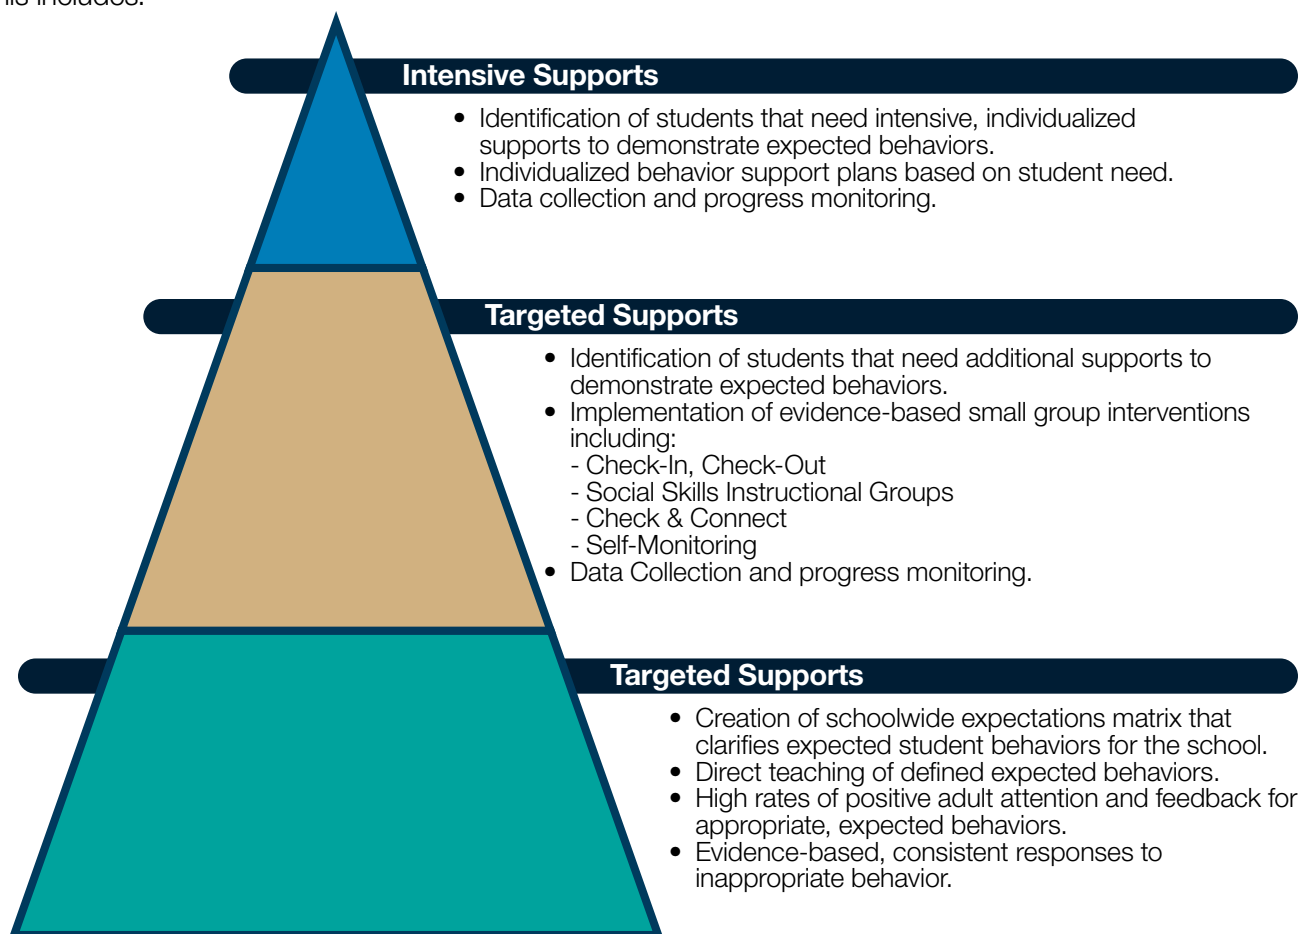 his includes:
Intensive Supports
• Identification of students that need intensive, individualized
supports to demonstrate expected behaviors.
• Individualized behavior support plans based on student need.
• Data collection and progress monitoring.
Targeted Supports
• Identification of students that need additional supports to
demonstrate expected behaviors.
• Implementation of evidence-based small group interventions
including:
- Check-In, Check-Out
- Social Skills Instructional Groups
- Check & Connect
- Self-Monitoring
• Data Collection and progress monitoring.
Targeted Supports
• Creation of schoolwide expectations matrix that
clarifies expected student behaviors for the school.
• Direct teaching of defined expected behaviors.
• High rates of positive adult attention and feedback for
appropriate, expected behaviors.
• Evidence-based, consistent responses to
inappropriate behavior.